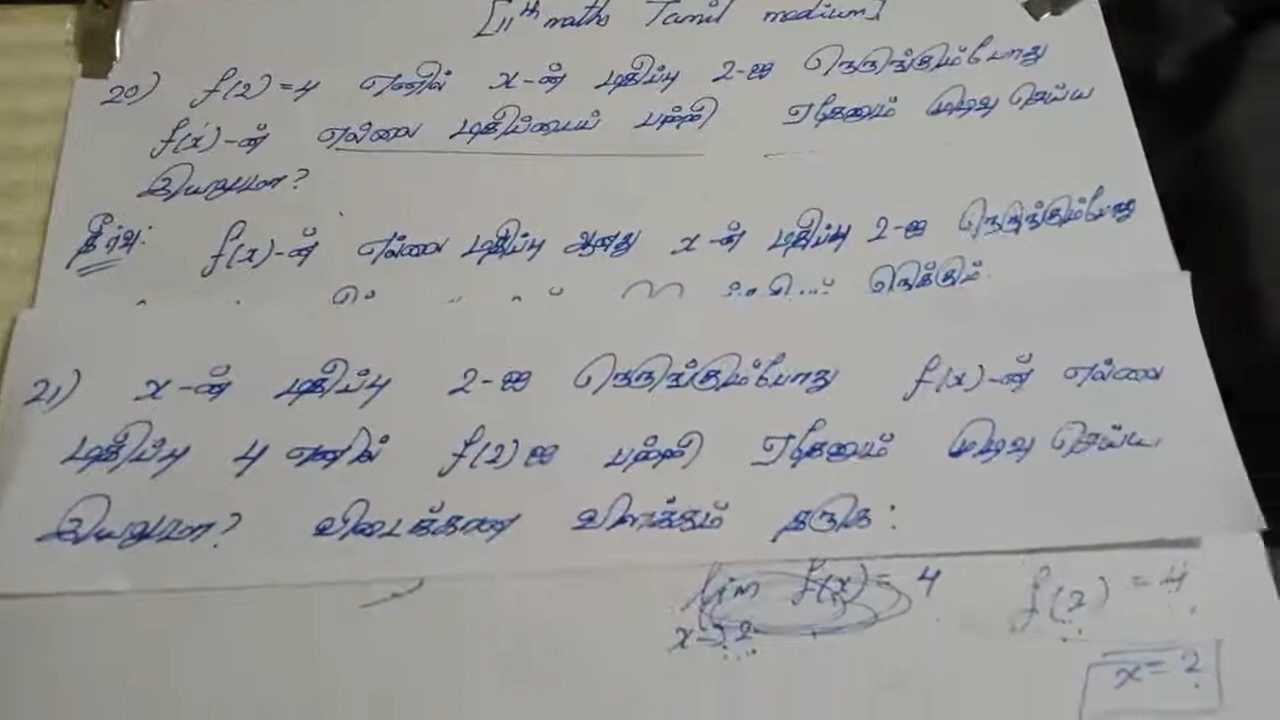 [11th maths Tamil medium]
20) f(2)=4 எனில் x-ன் மதிப்பு 2-ஐ நெருங்கும்போது
f(x)-ன் எல்லை மதிப்பைப் பற்றி ஏதேனும் முடிவு செய்ய
இயலுமா?
தீர்வு: f(x)-ன் எல்லை மதிப்பு ஆனது x-ன் மதிப்பு 2-ஐ நெருங்கும்போது
21) x-ன் மதிப்பு 2-ஐ நெருங்கும்போது f(x)-ன் எல்லை
மதிப்பு 4 எனில் f(2)ஐ பற்றி ஏதேனும் முடிவு செய்ய
இயலுமா? விடைக்கான விளக்கம் தருக:
lim f(x) = 4 f(2) = 4
x→2
x = 2